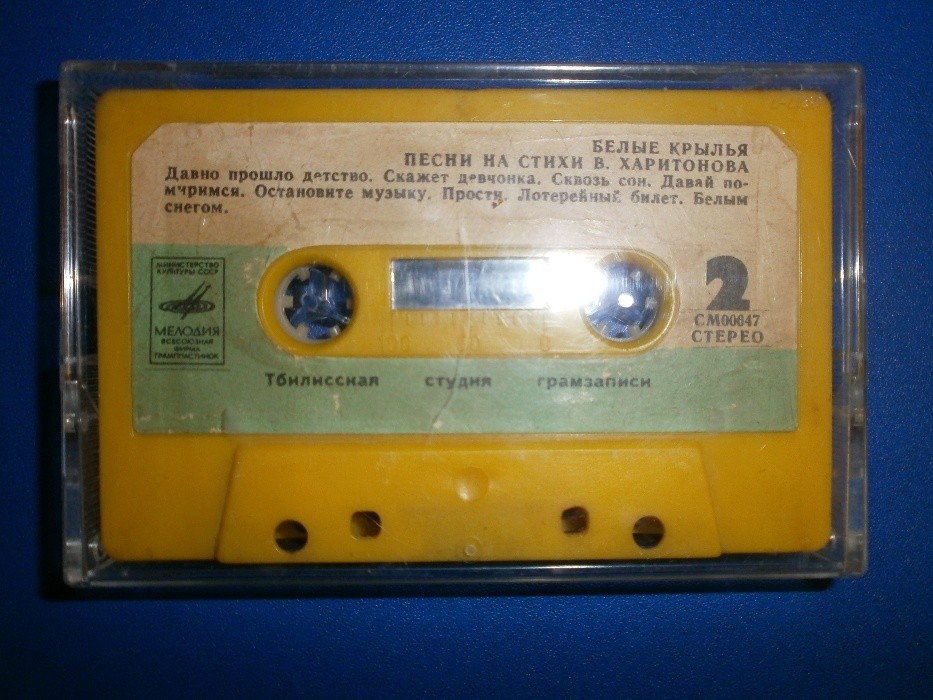 БЕЛЫЕ КРЫЛЬЯ
ПЕСНИ НА СТИХИ В. ХАРИТОНОВА
Давно прошло детство. Скажет девчонка. Сквозь сон. Давай по-
миримся. Остановите музыку. Прости. Лотерейный билет. Белым
снегом.
МИНИСТЕРСТВО
КУЛЬТУРЫ СССР
МЕЛОДИЯ
ВСЕСОЮЗНАЯ
ФИРМА
ГРАМПЛАСТИНОК
2
СМ00647
СТЕРЕО
Тбилисская студия грамзаписи